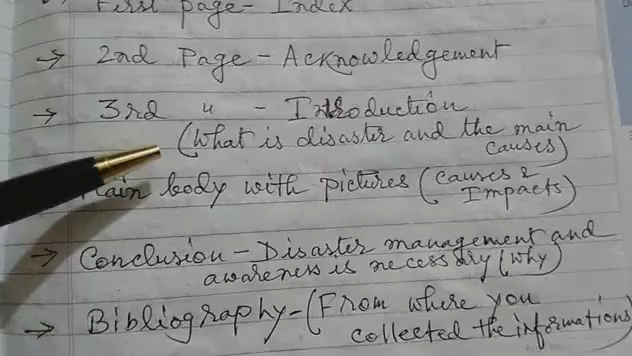 First page - Index
→ 2nd Page - Acknowledgement
→ 3rd " - Introduction
(What is disaster and the main
causes)
Main body with pictures (causes &
Impacts)
→ Conclusion - Disaster management and
awareness is necessary (why)
→ Bibliography - (From where you
collected the informations)